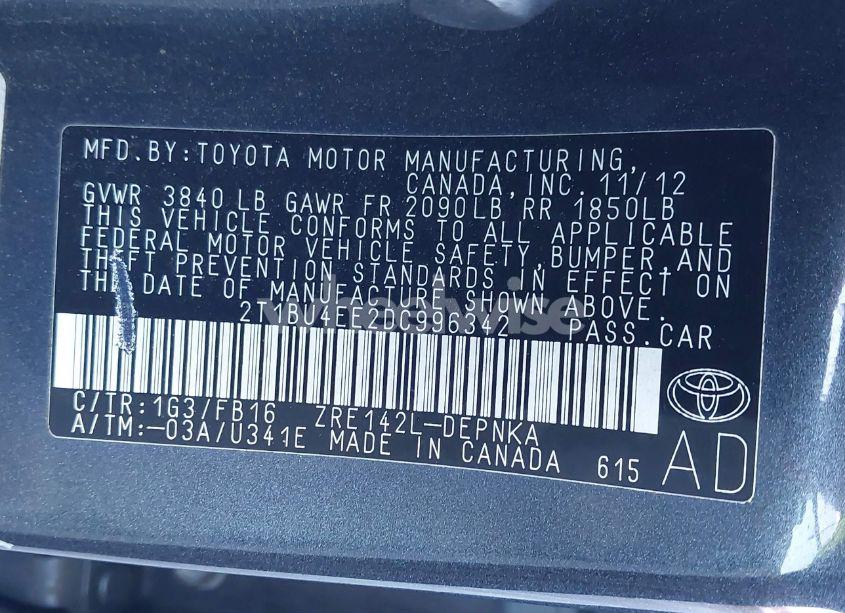 MFD.BY:TOYOTA MOTOR MANUFACTURING,
CANADA, INC. 11/12
GVWR 3840 LB GAWR FR 2090LB RR 1850LB
THIS VEHICLE CONFORMS TO ALL APPLICABLE
FEDERAL MOTOR VEHICLE SAFETY,BUMPER,AND
THEFT PREVENTION STANDARDS IN EFFECT ON
THE DATE OF MANUFACTURE SHOWN ABOVE.
2T1BU4EE2DC996342 PASS.CAR
wheelwise
C/TR:1G3/FB16 ZRE142L-DEPNKA
A/TM:-03A/U341E MADE IN CANADA 615 AD